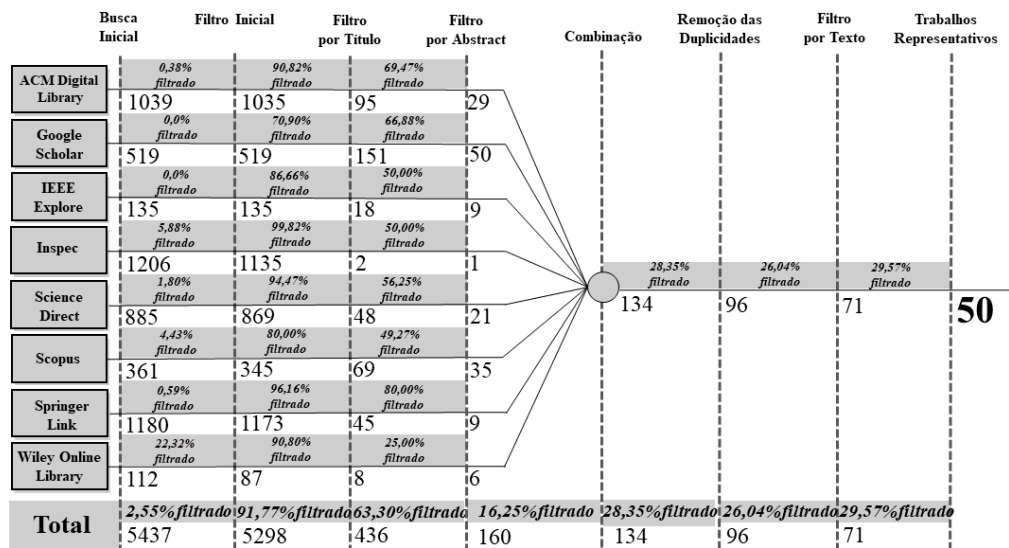 Busca Inicial
Filtro Inicial
Filtro por Título
Filtro por Abstract
Combinação
Remoção das Duplicidades
Filtro por Texto
Trabalhos Representativos
ACM Digital Library
0,38% filtrado
90,82% filtrado
69,47% filtrado
1039 1035 95 29
Google Scholar
0,0% filtrado
70,90% filtrado
66,88% filtrado
519 519 151 50
IEEE Explore
0,0% filtrado
86,66% filtrado
50,00% filtrado
135 135 18 9
Inspec
5,88% filtrado
99,82% filtrado
50,00% filtrado
1206 1135 2 1
Science Direct
1,80% filtrado
94,47% filtrado
56,25% filtrado
885 869 48 21
Scopus
4,43% filtrado
80,00% filtrado
49,27% filtrado
361 345 69 35
Springer Link
0,59% filtrado
96,16% filtrado
80,00% filtrado
1180 1173 45 9
Wiley Online Library
22,32% filtrado
90,80% filtrado
25,00% filtrado
112 87 8 6
28,35% filtrado
26,04% filtrado
29,57% filtrado
134 96 71 50
Total
2,55%filtrado 91,77%filtrado 63,30%filtrado 16,25%filtrado 28,35%filtrado 26,04%filtrado 29,57%filtrado
5437 5298 436 160 134 96 71